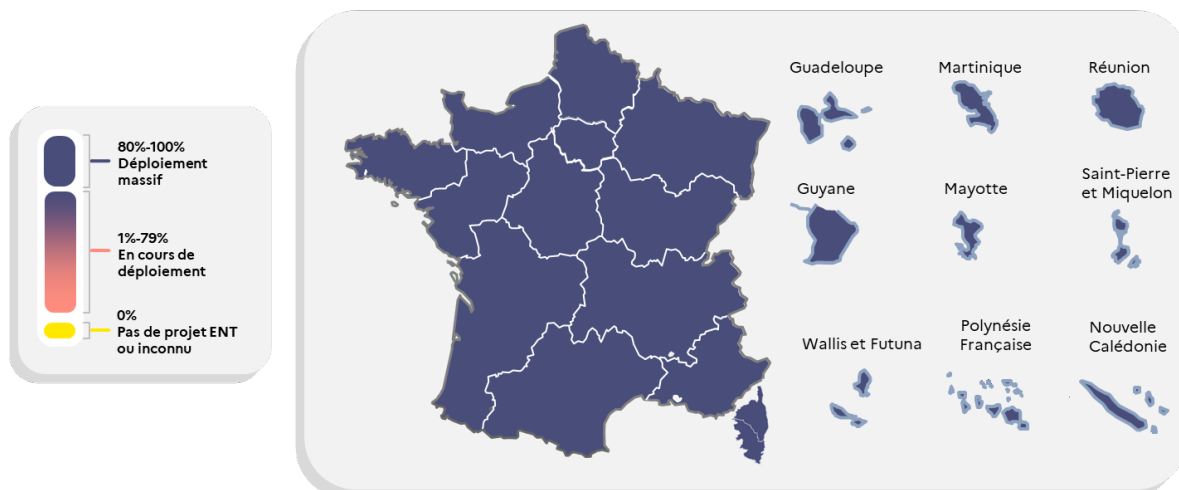 80%-100%
Déploiement
massif
1%-79%
En cours de
déploiement
0%
Pas de projet ENT
ou inconnu
Guadeloupe
Martinique
Réunion
Guyane
Mayotte
Saint-Pierre
et Miquelon
Wallis et Futuna
Polynésie
Française
Nouvelle
Calédonie